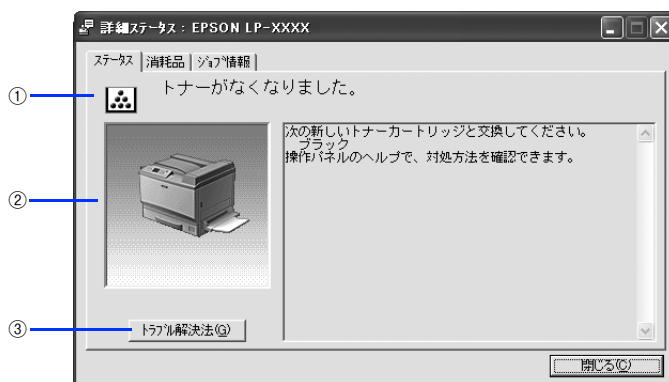 詳細ステータス：EPSON LP-XXXX
ステータス 消耗品 ジョブ情報
① トナーがなくなりました。
次の新しいトナーカートリッジと交換してください。
ブラック
操作パネルのヘルプで、対処方法を確認できます。
②
③ トラブル解決法(G)
閉じる(C)